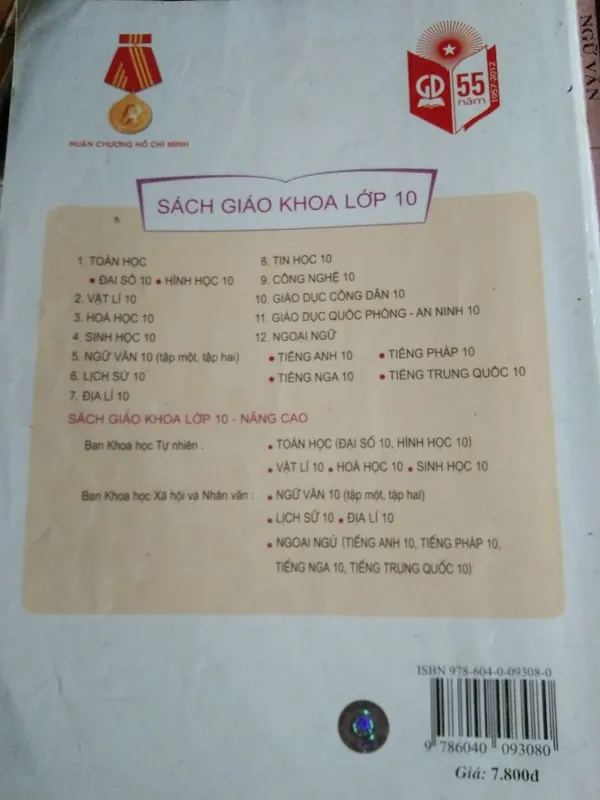 HUÂN CHƯƠNG HỒ CHÍ MINH
GD 55 năm
1957-2012
NGỮ VĂN
SÁCH GIÁO KHOA LỚP 10
1. TOÁN HỌC
• ĐẠI SỐ 10 • HÌNH HỌC 10
2. VẬT LÍ 10
3. HOÁ HỌC 10
4. SINH HỌC 10
5. NGỮ VĂN 10 (tập một, tập hai)
6. LỊCH SỬ 10
7. ĐỊA LÍ 10
8. TIN HỌC 10
9. CÔNG NGHỆ 10
10. GIÁO DỤC CÔNG DÂN 10
11. GIÁO DỤC QUỐC PHÒNG - AN NINH 10
12. NGOẠI NGỮ
• TIẾNG ANH 10 • TIẾNG PHÁP 10
• TIẾNG NGA 10 • TIẾNG TRUNG QUỐC 10
SÁCH GIÁO KHOA LỚP 10 - NÂNG CAO
Ban Khoa học Tự nhiên : • TOÁN HỌC (ĐẠI SỐ 10, HÌNH HỌC 10)
• VẬT LÍ 10 • HOÁ HỌC 10 • SINH HỌC 10
Ban Khoa học Xã hội và Nhân văn : • NGỮ VĂN 10 (tập một, tập hai)
• LỊCH SỬ 10 • ĐỊA LÍ 10
• NGOẠI NGỮ (TIẾNG ANH 10, TIẾNG PHÁP 10,
TIẾNG NGA 10, TIẾNG TRUNG QUỐC 10)
ISBN 978-604-0-09308-0
9 786040 093080
Giá: 7.800đ